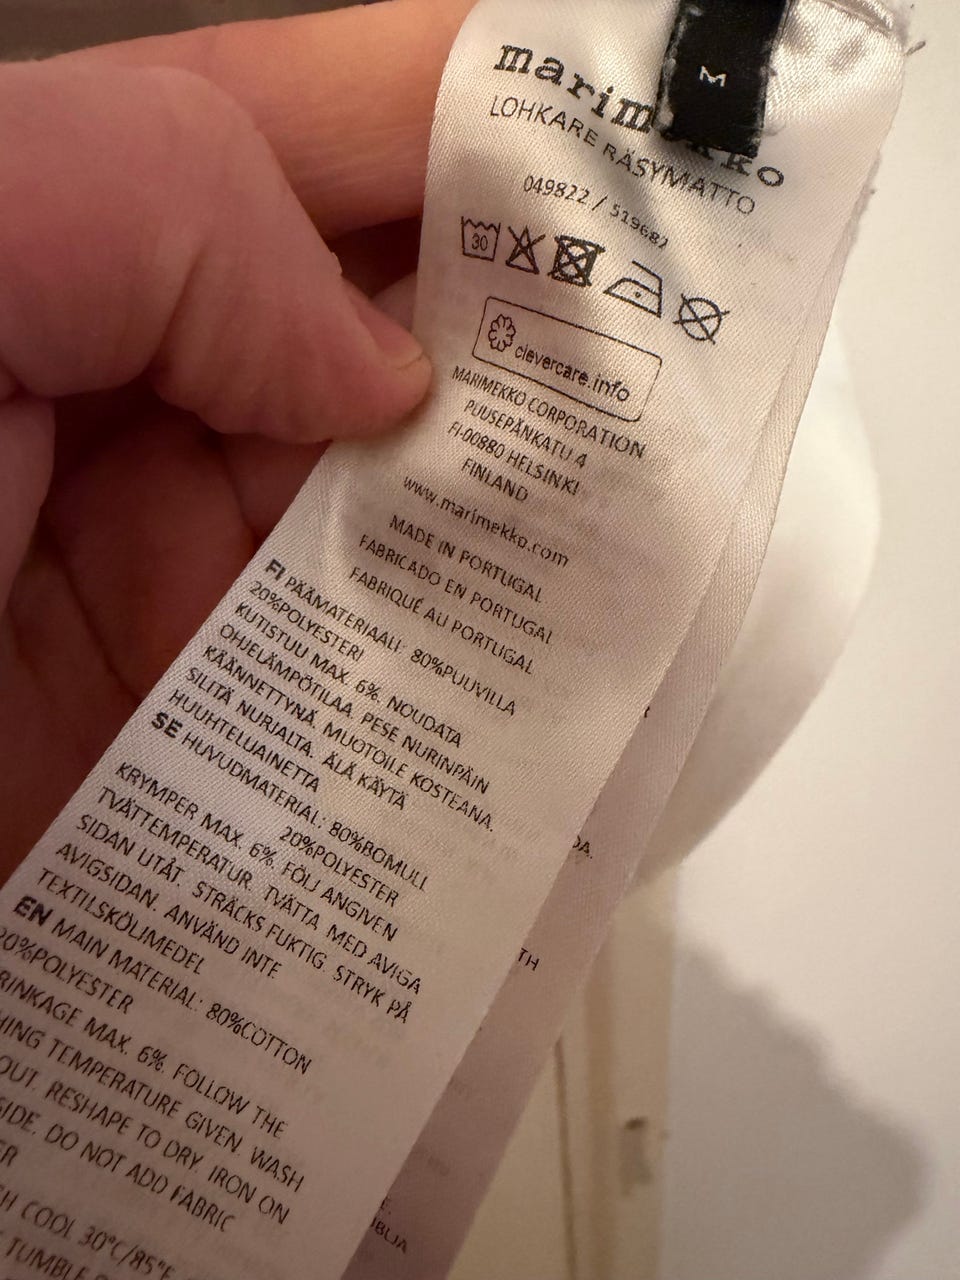 M
marimekko
LOHKARE RÄSYMATTO
049822 / 519687
30
clevercare.info
MARIMEKKO CORPORATION
PUUSEPÄNKATU 4
FI-00880 HELSINKI
FINLAND
www.marimekko.com
MADE IN PORTUGAL
FABRICADO EN PORTUGAL
FABRIQUÉ AU PORTUGAL
FI PÄÄMATERIAALI: 80%PUUVILLA
20%POLYESTERI
KUTISTUU MAX. 6%. NOUDATA
OHJELÄMPÖTILAA. PESE NURINPÄIN
KÄÄNNETTYNÄ. MUOTOILE KOSTEANA.
SILITÄ NURJALTA. ÄLÄ KÄYTÄ
HUUHTELUAINETTA
SE HUVUDMATERIAL: 80%BOMULL
20%POLYESTER
KRYMPER MAX. 6%. FÖLJ ANGIVEN
TVÄTTEMPERATUR. TVÄTTA MED AVIGA
SIDAN UTÅT. STRÄCKS FUKTIG. STRYK PÅ
AVIGSIDAN. ANVÄND INTE
TEXTILSKÖLJMEDEL
EN MAIN MATERIAL: 80%COTTON
20%POLYESTER
RINKAGE MAX. 6%. FOLLOW THE
HING TEMPERATURE GIVEN. WASH
OUT. RESHAPE TO DRY. IRON ON
SIDE. DO NOT ADD FABRIC
ER
H COOL 30°C/85°F
TUMBLE
DA.
TH